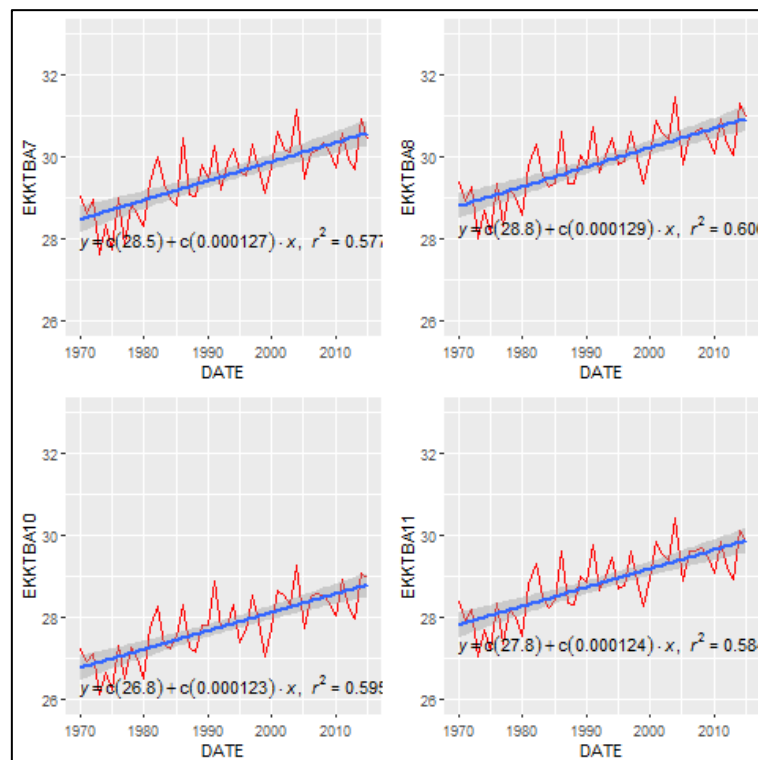 32
30
28
26
EKKTBA7
y = c(28.5) + c(0.000127) · x, r² = 0.577
1970 1980 1990 2000 2010
DATE
32
30
28
26
EKKTBA8
y = c(28.8) + c(0.000129) · x, r² = 0.60
1970 1980 1990 2000 2010
DATE
32
30
28
26
EKKTBA10
y = c(26.8) + c(0.000123) · x, r² = 0.595
1970 1980 1990 2000 2010
DATE
32
30
28
26
EKKTBA11
y = c(27.8) + c(0.000124) · x, r² = 0.58
1970 1980 1990 2000 2010
DATE